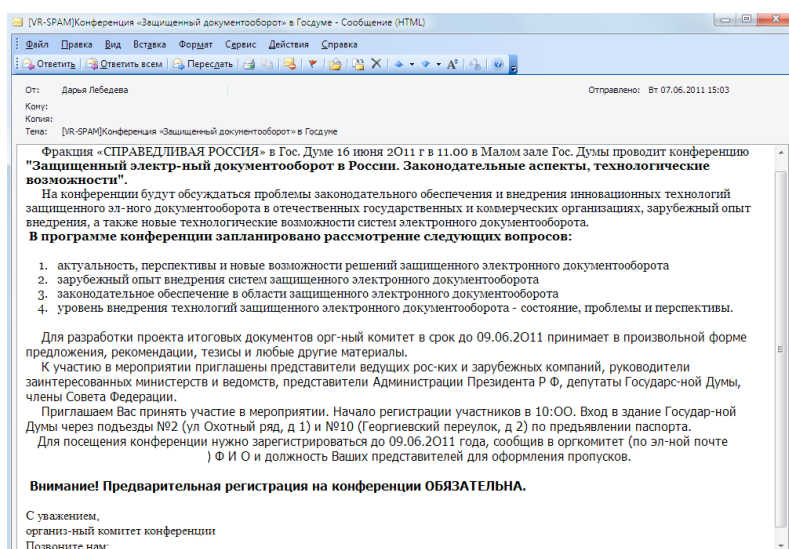 [VR-SPAM]Конференция «Защищенный документооборот» в Госдуме - Сообщение (HTML)
Файл Правка Вид Вставка Формат Сервис Действия Справка
Ответить Ответить всем Переслать
От: Дарья Лебедева Отправлено: Вт 07.06.2011 15:03
Кому:
Копия:
Тема: [VR-SPAM]Конференция «Защищенный документооборот» в Госдуме
Фракция «СПРАВЕДЛИВАЯ РОССИЯ» в Гос. Думе 16 июня 2О11 г в 11.00 в Малом зале Гос. Думы проводит конференцию
"Защищенный электр-ный документооборот в России. Законодательные аспекты, технологические
возможности".
На конференции будут обсуждаться проблемы законодательного обеспечения и внедрения инновационных технологий
защищенного эл-ного документооборота в отечественных государственных и коммерческих организациях, зарубежный опыт
внедрения, а также новые технологические возможности систем электронного документооборота.
В программе конференции запланировано рассмотрение следующих вопросов:
1. актуальность, перспективы и новые возможности решений защищенного электронного документооборота
2. зарубежный опыт внедрения систем защищенного электронного документооборота
3. законодательное обеспечение в области защищенного электронного документооборота
4. уровень внедрения технологий защищенного электронного документооборота - состояние, проблемы и перспективы.
Для разработки проекта итоговых документов орг-ный комитет в срок до 09.06.2О11 принимает в произвольной форме
предложения, рекомендации, тезисы и любые другие материалы.
К участию в мероприятии приглашены представители ведущих рос-ких и зарубежных компаний, руководители
заинтересованных министерств и ведомств, представители Администрации Президента Р Ф, депутаты Государс-ной Думы,
члены Совета Федерации.
Приглашаем Вас принять участие в мероприятии. Начало регистрации участников в 10:ОО. Вход в здание Государ-ной
Думы через подъезды №2 (ул Охотный ряд, д 1) и №10 (Георгиевский переулок, д 2) по предъявлении паспорта.
Для посещения конференции нужно зарегистрироваться до 09.06.2О11 года, сообщив в оргкомитет (по эл-ной почте
) Ф И О и должность Ваших представителей для оформления пропусков.
Внимание! Предварительная регистрация на конференции ОБЯЗАТЕЛЬНА.
С уважением,
организ-ный комитет конференции
Позвоните нам: